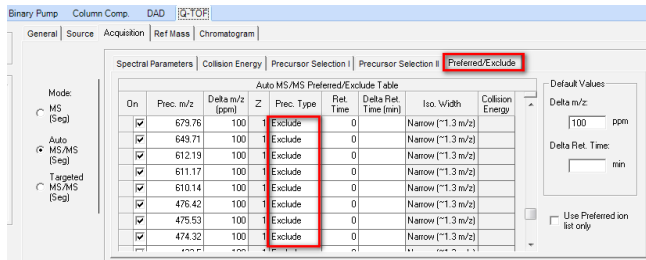 Binary Pump Column Comp. DAD Q-TOF
General Source Acquisition Ref Mass Chromatogram
Spectral Parameters Collision Energy Precursor Selection I Precursor Selection II Preferred/Exclude
Mode:
MS
(Seg)
Auto
MS/MS
(Seg)
Targeted
MS/MS
(Seg)
Auto MS/MS Preferred/Exclude Table
On Prec. m/z Delta m/z (ppm) Z Prec. Type Ret. Time Delta Ret. Time (min) Iso. Width Collision Energy
679.76 100 1 Exclude 0 Narrow (~1.3 m/z)
649.71 100 1 Exclude 0 Narrow (~1.3 m/z)
612.19 100 1 Exclude 0 Narrow (~1.3 m/z)
611.17 100 1 Exclude 0 Narrow (~1.3 m/z)
610.14 100 1 Exclude 0 Narrow (~1.3 m/z)
476.42 100 1 Exclude 0 Narrow (~1.3 m/z)
475.53 100 1 Exclude 0 Narrow (~1.3 m/z)
474.32 100 1 Exclude 0 Narrow (~1.3 m/z)
Default Values
Delta m/z:
100 ppm
Delta Ret. Time:
min
Use Preferred ion
list only